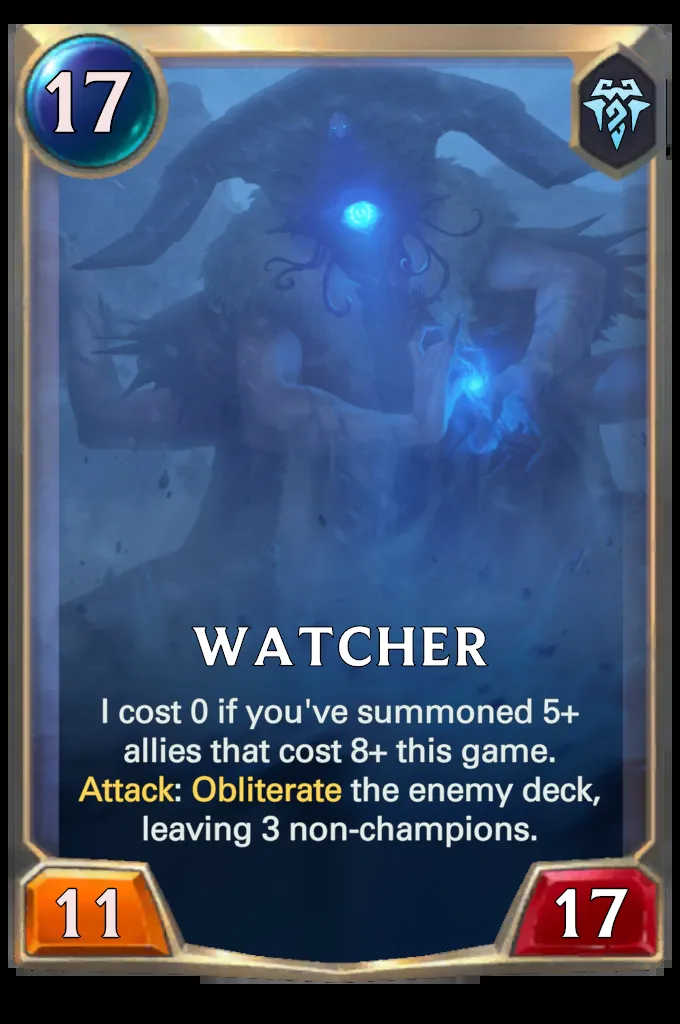 17
WATCHER
I cost 0 if you've summoned 5+
allies that cost 8+ this game.
Attack: Obliterate the enemy deck,
leaving 3 non-champions.
11
17